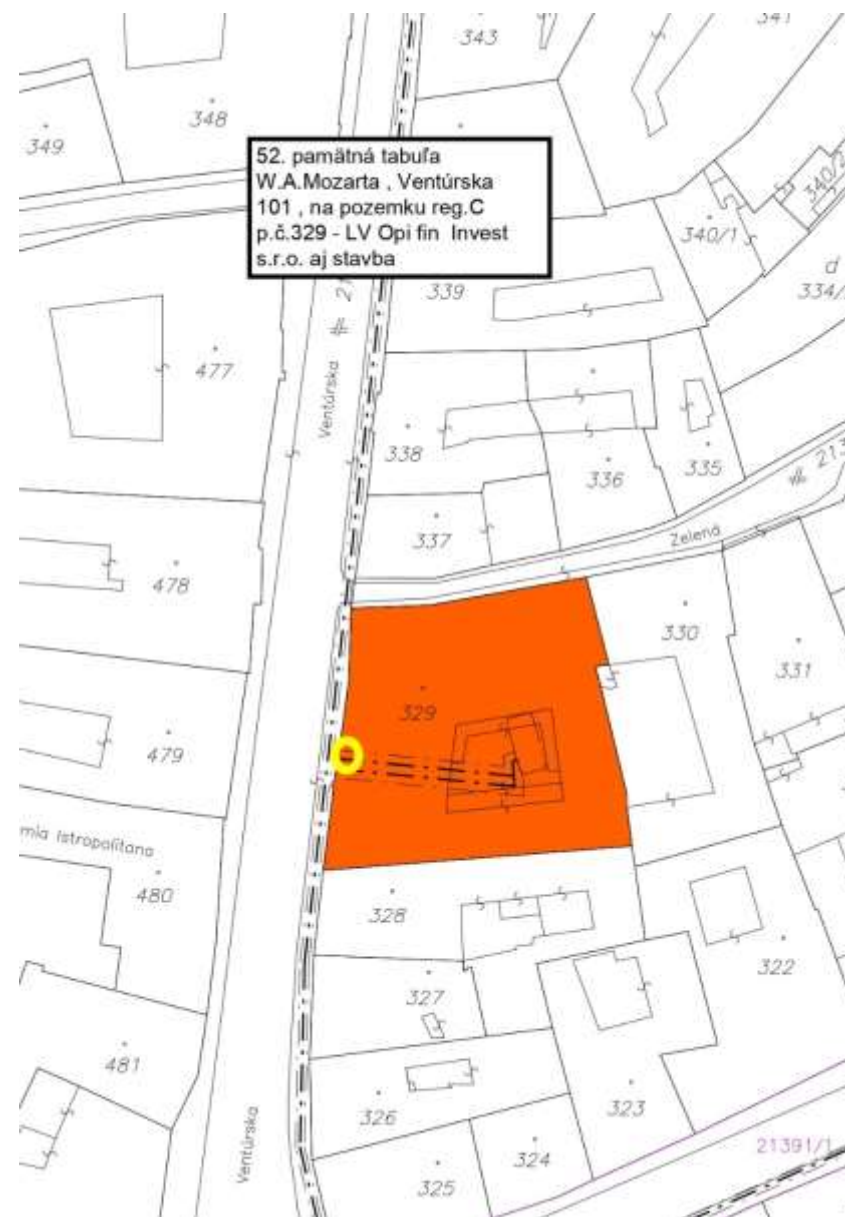 341
343
348
349
52. pamätná tabuľa
W.A.Mozarta , Ventúrska
101 , na pozemku reg.C
p.č.329 - LV Opi fin Invest
s.r.o. aj stavba
340/1
d
339
477
Ventúrska
338
336
335
337
Zelená
478
330
331
329
479
mia Istropolitana
480
328
322
327
481
326
323
Ventúrska
324
21391/1
325